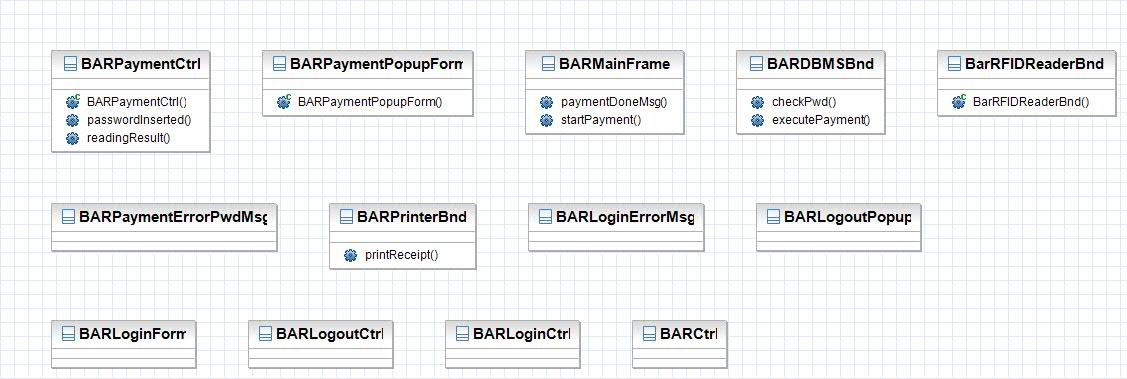 BARPaymentCtrl
BARPaymentCtrl()
passwordInserted()
readingResult()
BARPaymentPopupForm
BARPaymentPopupForm()
BARMainFrame
paymentDoneMsg()
startPayment()
BARDBMSBnd
checkPwd()
executePayment()
BarRFIDReaderBnd
BarRFIDReaderBnd()
BARPaymentErrorPwdMsg
BARPrinterBnd
printReceipt()
BARLoginErrorMsg
BARLogoutPopup
BARLoginForm
BARLogoutCtrl
BARLoginCtrl
BARCtrl